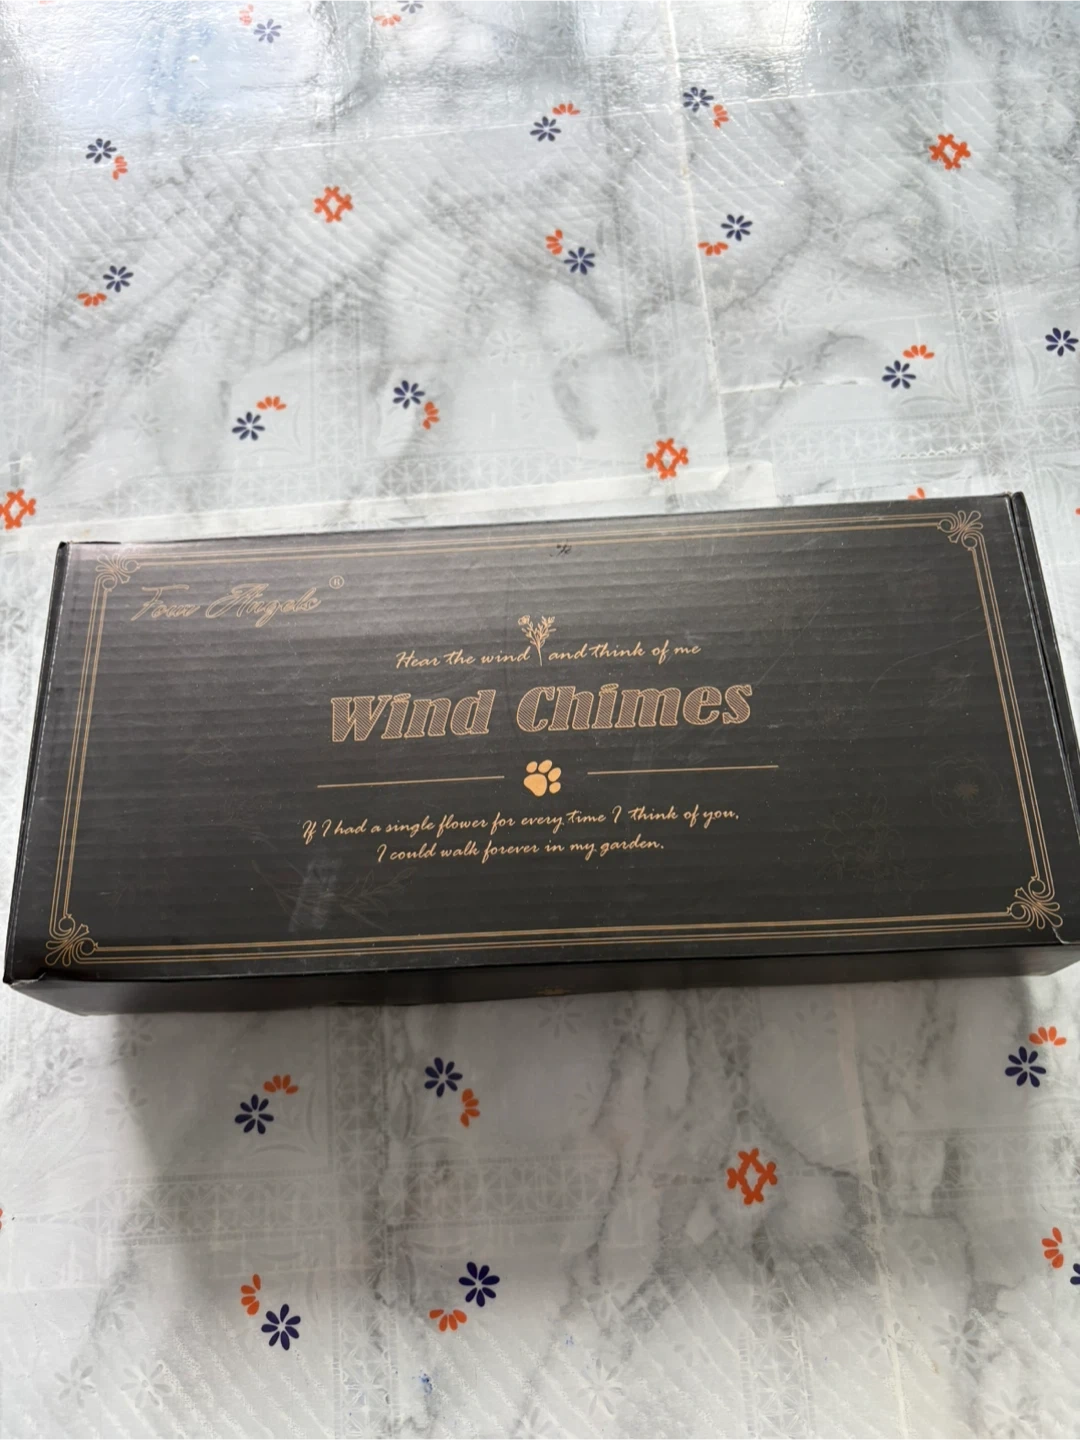 Four Angels®
Hear the wind and think of me
Wind Chimes
If I had a single flower for every time I think of you,
I could walk forever in my garden.